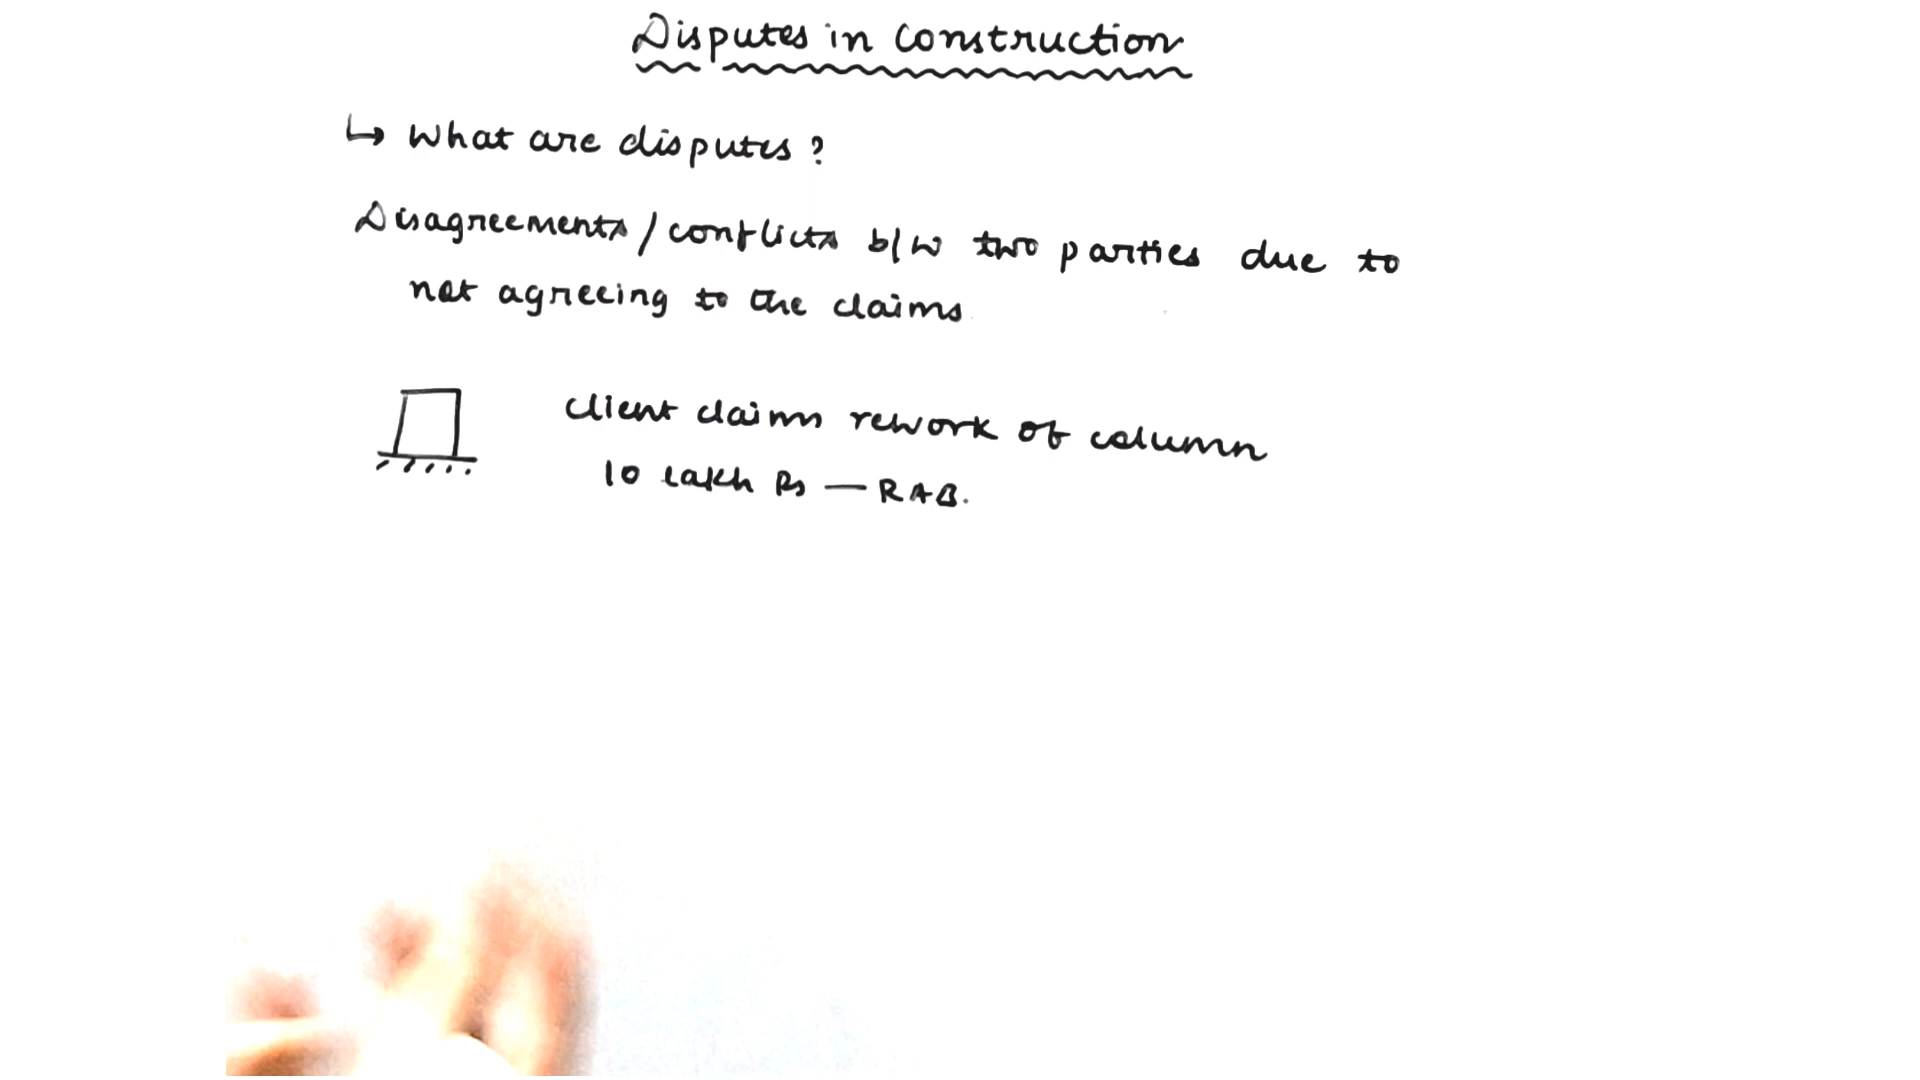 Disputes in construction
↳ What are disputes?
Disagreements/conflicts b/w two parties due to
not agreeing to the claims
Client claims rework of column
10 lakh Rs — RAB.